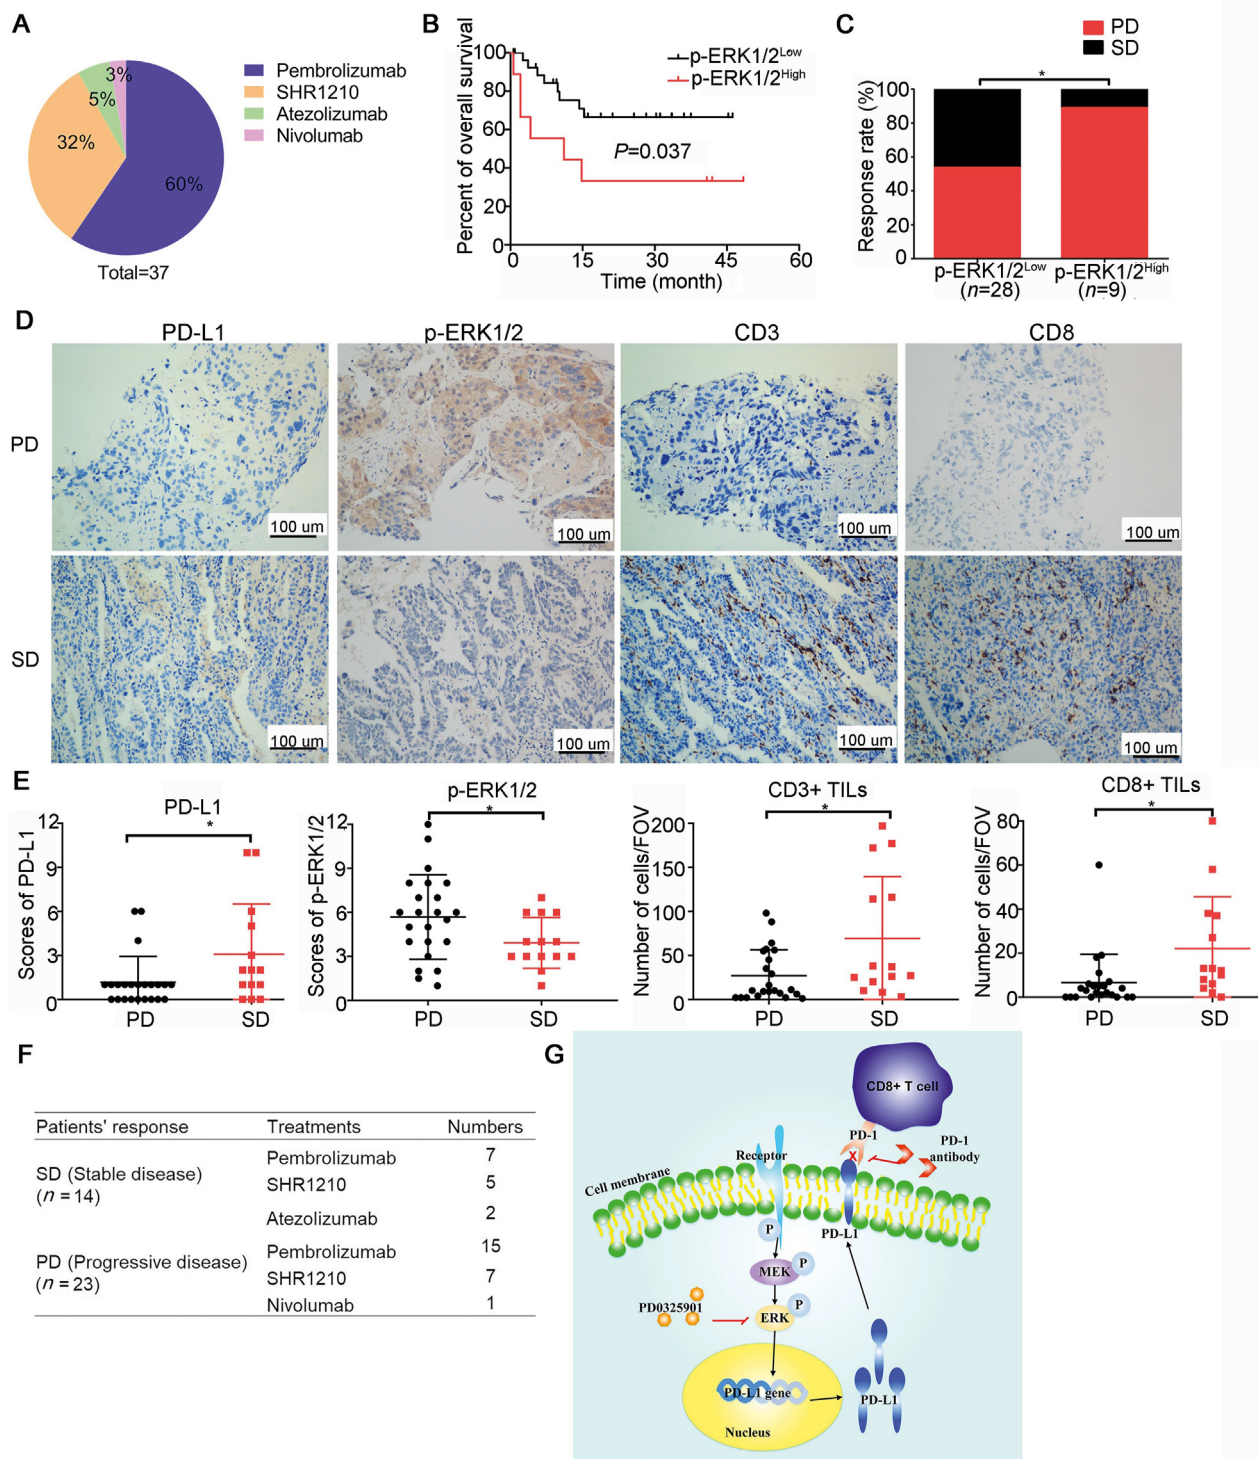 A
3%
5%
32%
60%
Total=37
Pembrolizumab
SHR1210
Atezolizumab
Nivolumab
B
Percent of overall survival
100
80
60
40
20
0
p-ERK1/2Low
p-ERK1/2High
P=0.037
0 15 30 45 60
Time (month)
C
PD
SD
*
Response rate (%)
100
80
60
40
20
0
p-ERK1/2Low
(n=28)
p-ERK1/2High
(n=9)
D
PD-L1 p-ERK1/2 CD3 CD8
PD
100 um 100 um 100 um 100 um
SD
100 um 100 um 100 um 100 um
E
PD-L1
*
Scores of PD-L1
12
9
6
3
0
PD SD
p-ERK1/2
*
Scores of p-ERK1/2
12
9
6
3
0
PD SD
CD3+ TILs
*
Number of cells/FOV
200
150
100
50
0
PD SD
CD8+ TILs
*
Number of cells/FOV
80
60
40
20
0
PD SD
F
Patients' response Treatments Numbers
SD (Stable disease)
(n = 14)
Pembrolizumab 7
SHR1210 5
Atezolizumab 2
PD (Progressive disease)
(n = 23)
Pembrolizumab 15
SHR1210 7
Nivolumab 1
G
CD8+ T cell
PD-1
X
PD-1
antibody
Receptor
Cell membrane
P
PD-L1
MEK
P
PD0325901
P
ERK
PD-L1 gene
PD-L1
Nucleus